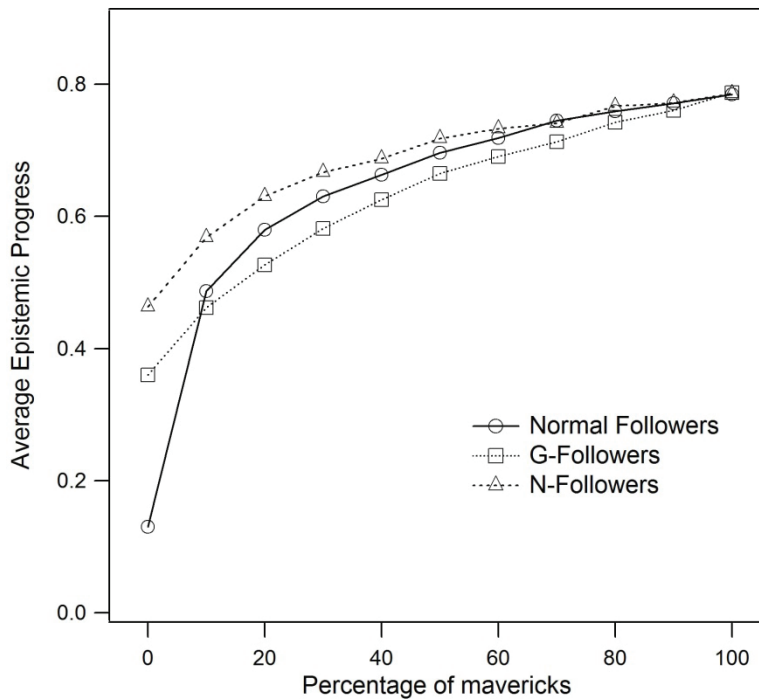 Average Epistemic Progress
0.8
0.6
0.4
0.2
0.0
Normal Followers
G-Followers
N-Followers
0 20 40 60 80 100
Percentage of mavericks